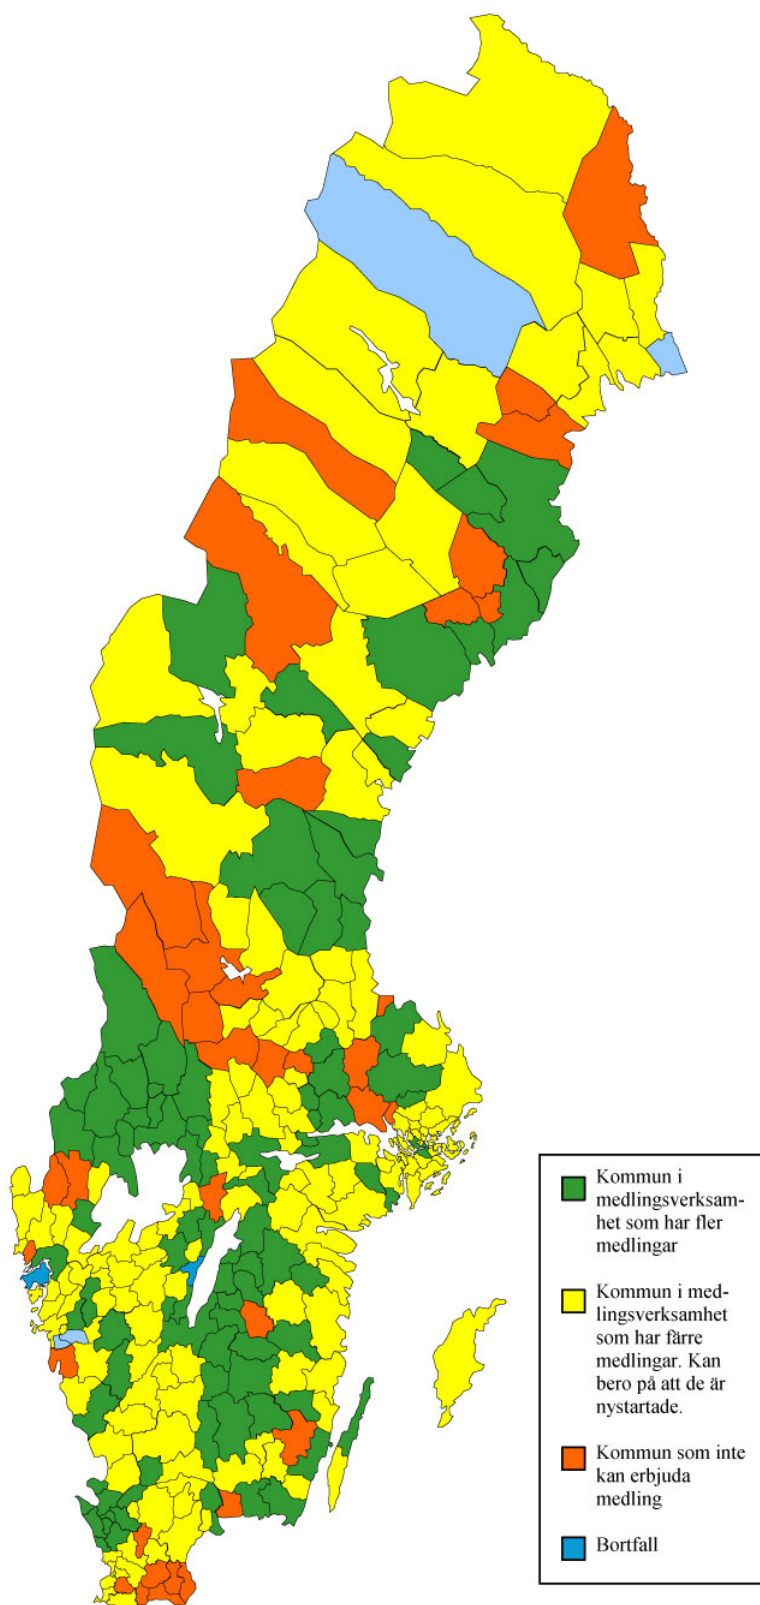 Kommun i
medlingsverksam-
het som har fler
medlingar
Kommun i med-
lingsverksamhet
som har färre
medlingar. Kan
bero på att de är
nystartade.
Kommun som inte
kan erbjuda
medling
Bortfall